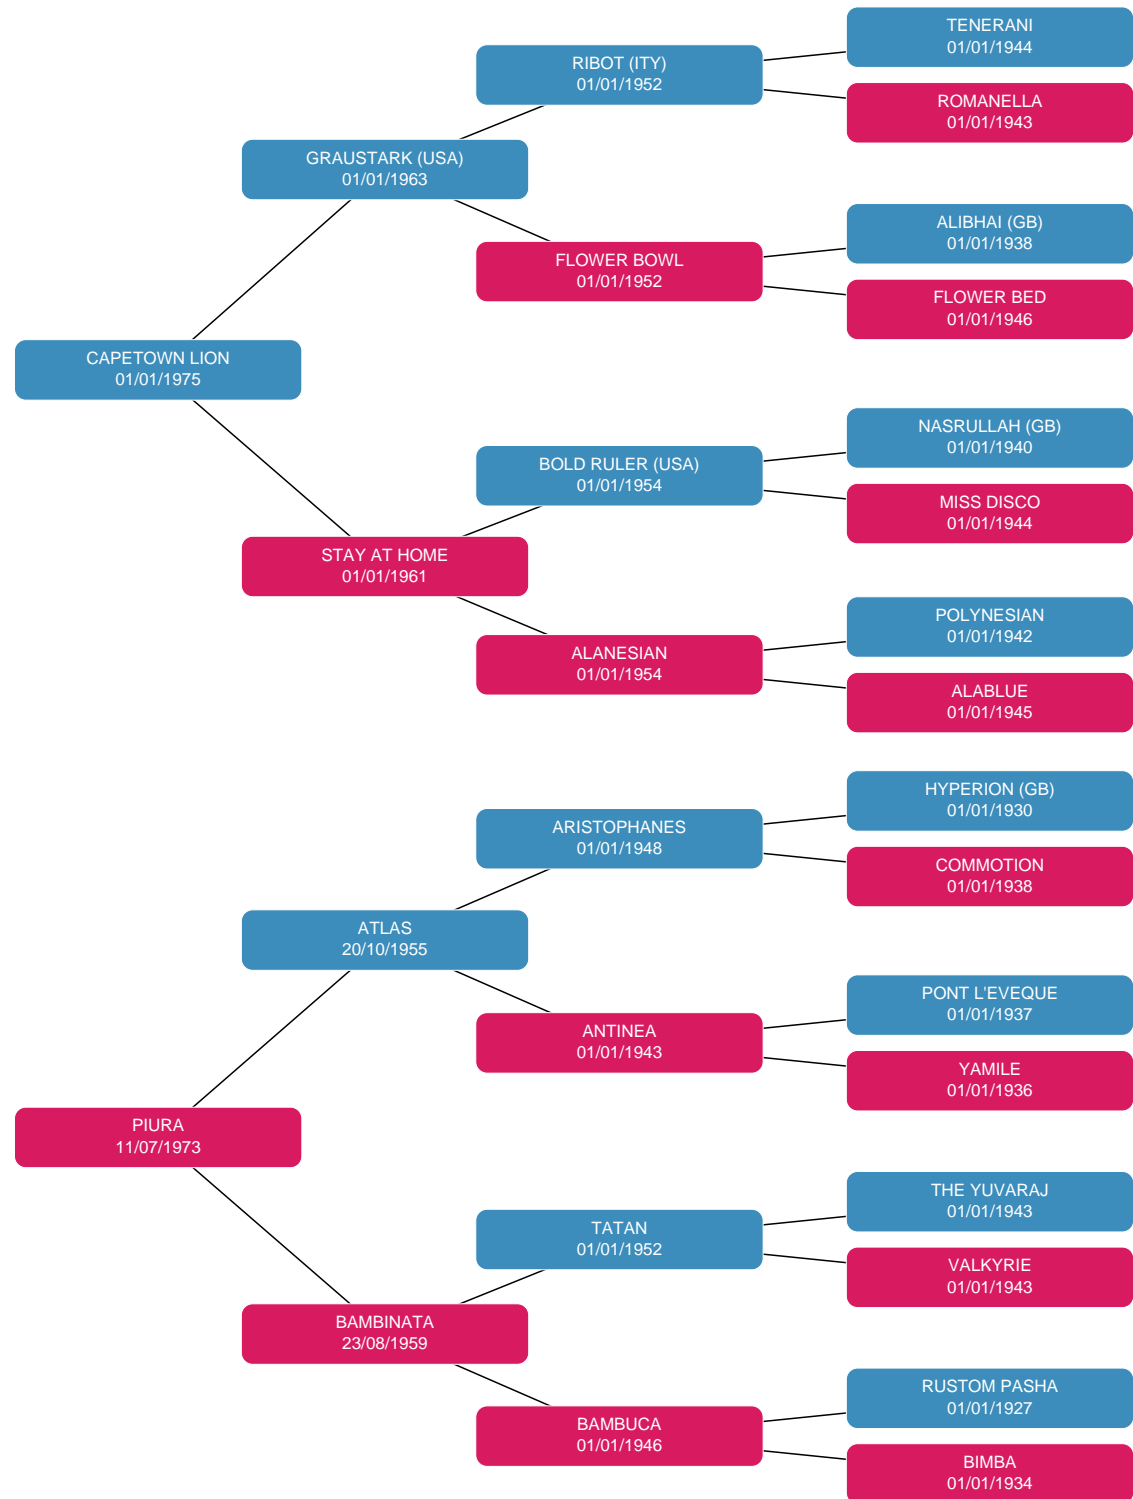 TENERANI
01/01/1944
RIBOT (ITY)
01/01/1952
ROMANELLA
01/01/1943
GRAUSTARK (USA)
01/01/1963
ALIBHAI (GB)
01/01/1938
FLOWER BOWL
01/01/1952
FLOWER BED
01/01/1946
CAPETOWN LION
01/01/1975
NASRULLAH (GB)
01/01/1940
BOLD RULER (USA)
01/01/1954
MISS DISCO
01/01/1944
STAY AT HOME
01/01/1961
POLYNESIAN
01/01/1942
ALANESIAN
01/01/1954
ALABLUE
01/01/1945
HYPERION (GB)
01/01/1930
ARISTOPHANES
01/01/1948
COMMOTION
01/01/1938
ATLAS
20/10/1955
PONT L'EVEQUE
01/01/1937
ANTINEA
01/01/1943
YAMILE
01/01/1936
PIURA
11/07/1973
THE YUVARAJ
01/01/1943
TATAN
01/01/1952
VALKYRIE
01/01/1943
BAMBINATA
23/08/1959
RUSTOM PASHA
01/01/1927
BAMBUCA
01/01/1946
BIMBA
01/01/1934